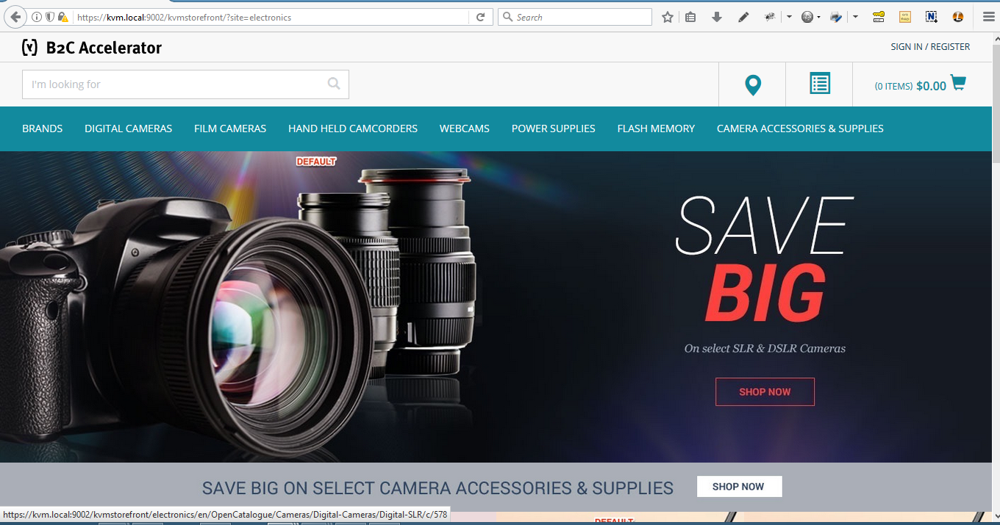 https://kvm.local:9002/kvmstorefront/?site=electronics
Search
B2C Accelerator
SIGN IN / REGISTER
I'm looking for
(0 ITEMS) $0.00
BRANDS DIGITAL CAMERAS FILM CAMERAS HAND HELD CAMCORDERS WEBCAMS POWER SUPPLIES FLASH MEMORY CAMERA ACCESSORIES & SUPPLIES
DEFAULT
SAVE
BIG
On select SLR & DSLR Cameras
SHOP NOW
SAVE BIG ON SELECT CAMERA ACCESSORIES & SUPPLIES SHOP NOW
https://kvm.local:9002/kvmstorefront/electronics/en/OpenCatalogue/Cameras/Digital-Cameras/Digital-SLR/c/578
DEFAULT